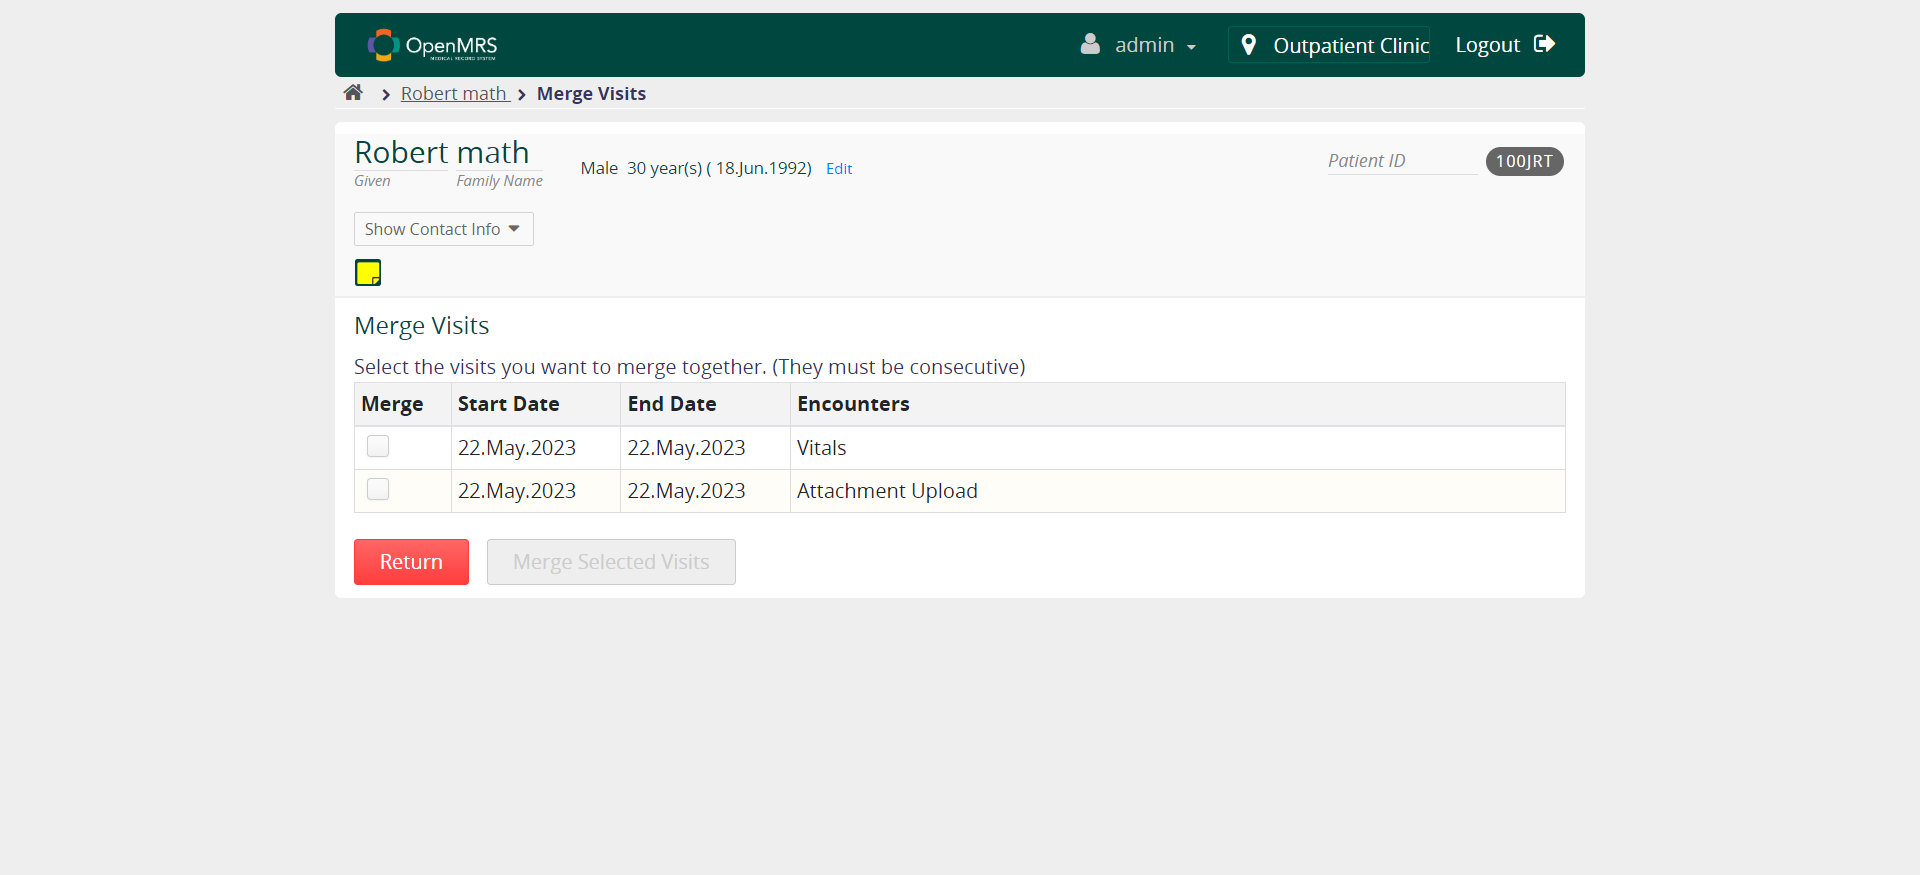 OpenMRS
MEDICAL RECORD SYSTEM
admin
Outpatient Clinic
Logout
Robert math
Merge Visits
Robert math
Given
Family Name
Male 30 year(s) ( 18.Jun.1992)
Edit
Patient ID
100JRT
Show Contact Info
Merge Visits
Select the visits you want to merge together. (They must be consecutive)
Merge Start Date End Date Encounters
22.May.2023 22.May.2023 Vitals
22.May.2023 22.May.2023 Attachment Upload
Return
Merge Selected Visits